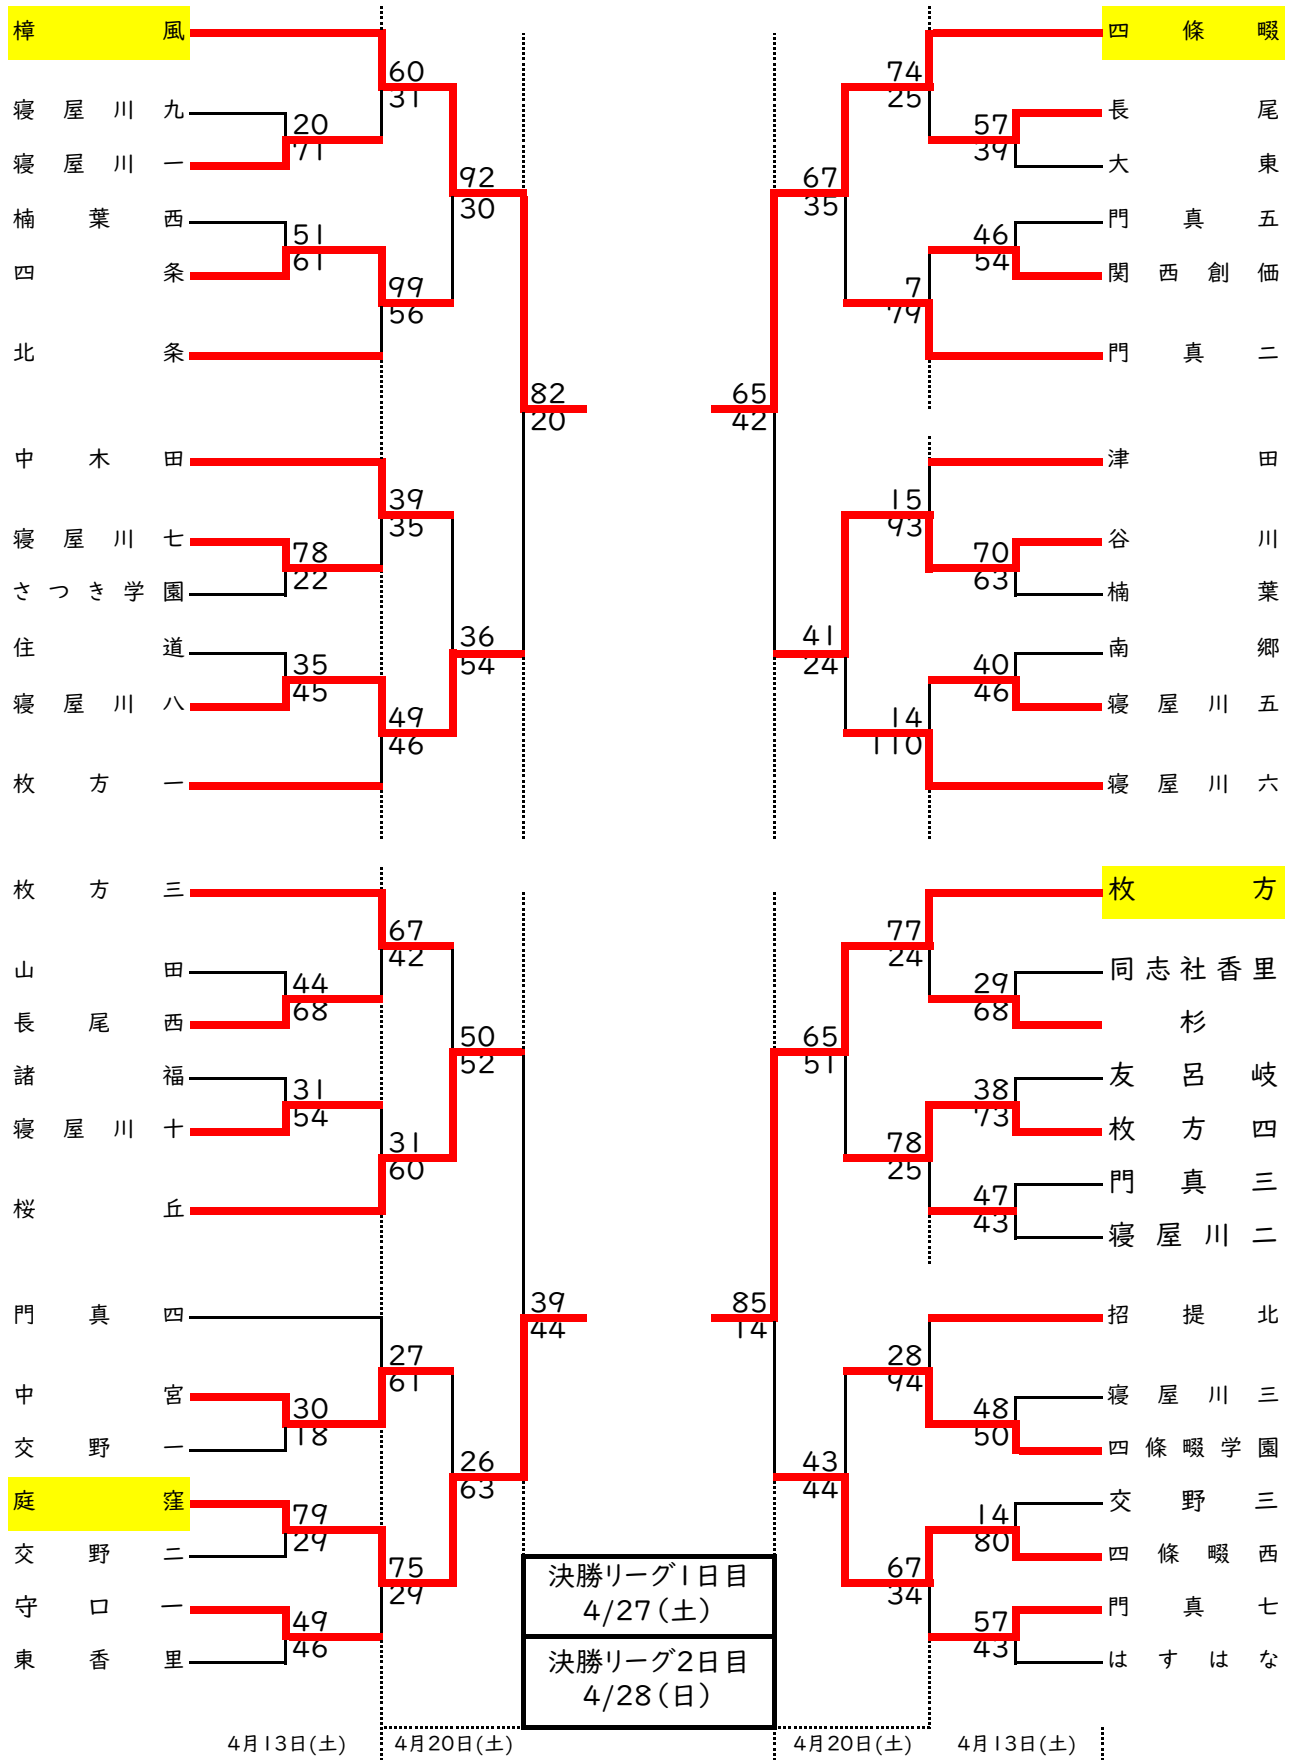 樟風
60
31
寝屋川九
20
71
寝屋川一
92
30
楠葉西
51
61
四条
99
56
北条
82
20
中木田
39
35
寝屋川七
78
22
さつき学園
36
54
住道
35
45
寝屋川八
49
46
枚方一
枚方三
67
42
山田
44
68
長尾西
50
52
諸福
31
54
寝屋川十
31
60
桜丘
門真四
39
44
27
61
中宮
30
18
交野一
26
63
庭窪
79
29
交野二
75
29
守口一
49
46
東香里
四條畷
74
25
長尾
57
39
大東
67
35
門真五
46
54
関西創価
7
79
門真二
65
42
津田
15
93
谷川
70
63
楠葉
41
24
南郷
40
46
寝屋川五
14
110
寝屋川六
枚方
77
24
同志社香里
29
68
杉
65
51
友呂岐
38
73
枚方四
78
25
門真三
47
43
寝屋川二
招提北
85
14
28
94
寝屋川三
48
50
四條畷学園
43
44
交野三
14
80
四條畷西
67
34
門真七
57
43
はすはな
決勝リーグ1日目
4/27(土)
決勝リーグ2日目
4/28(日)
4月13日(土) 4月20日(土) 4月20日(土) 4月13日(土)